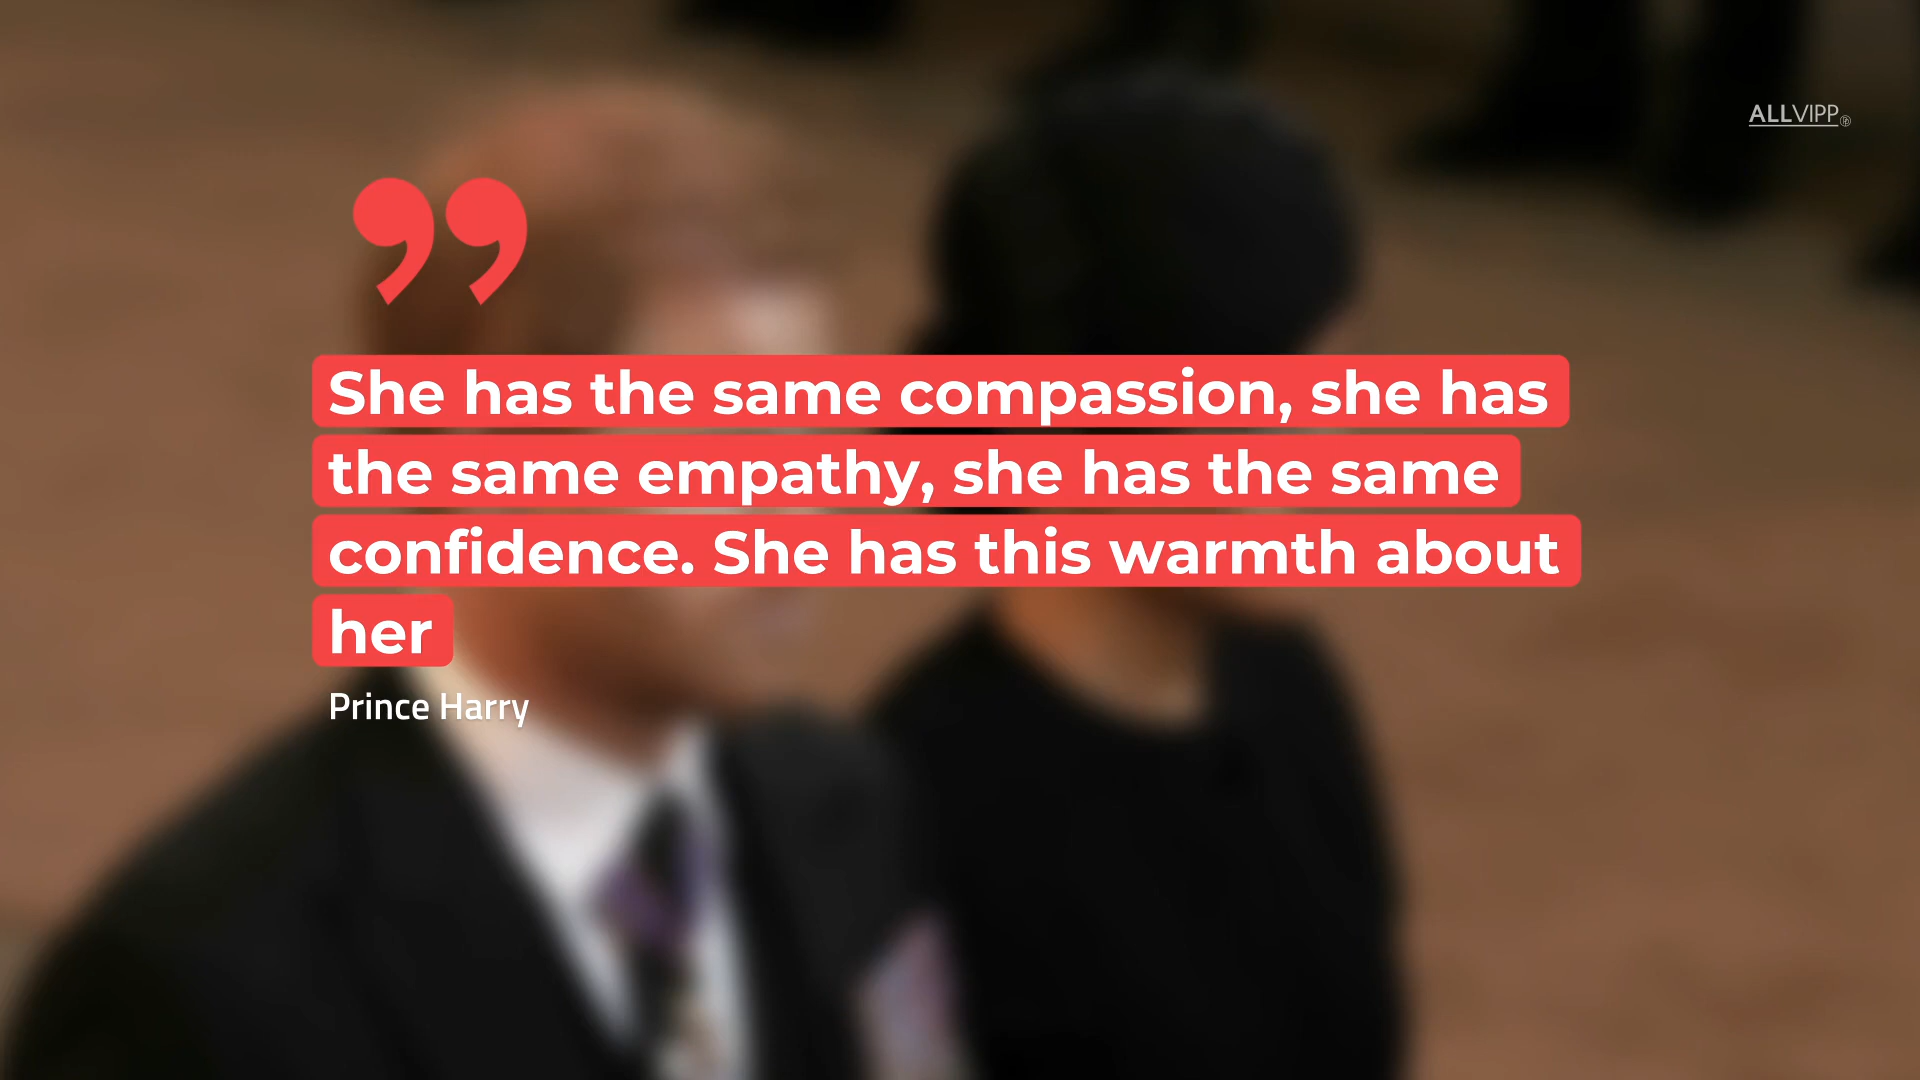 ALLVIPP
”
She has the same compassion, she has
the same empathy, she has the same
confidence. She has this warmth about
her
Prince Harry